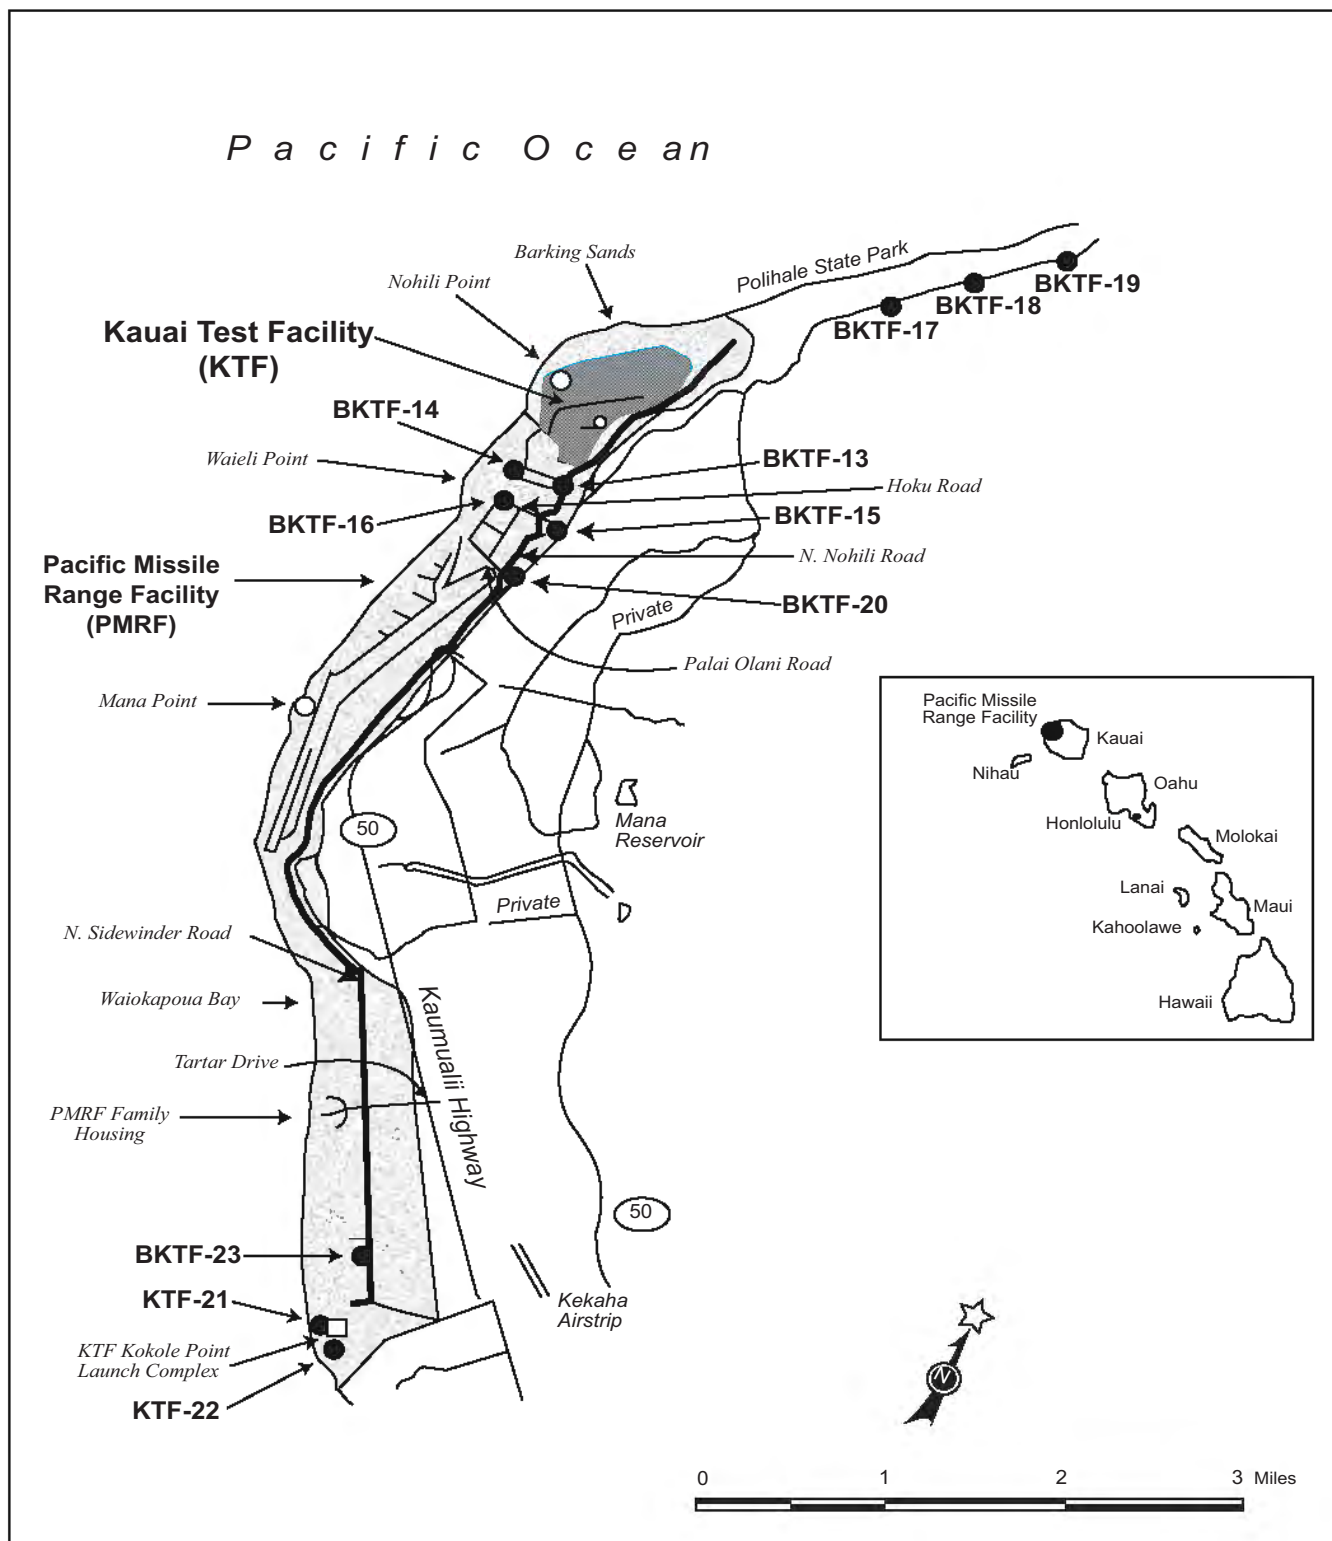 Pacific Ocean
Barking Sands
Nohili Point
Polihale State Park
BKTF-19
BKTF-18
BKTF-17
Kauai Test Facility
(KTF)
BKTF-14
Waieli Point
BKTF-13
Hoku Road
BKTF-16
BKTF-15
N. Nohili Road
Pacific Missile
Range Facility
(PMRF)
BKTF-20
Private
Palai Olani Road
Mana Point
50
Mana
Reservoir
Private
N. Sidewinder Road
Waiokapoua Bay
Kaumualii Highway
Tartar Drive
PMRF Family
Housing
50
BKTF-23
KTF-21
Kekaha
Airstrip
KTF Kokole Point
Launch Complex
KTF-22
Pacific Missile
Range Facility
Kauai
Nihau
Oahu
Honlolulu
Molokai
Lanai
Maui
Kahoolawe
Hawaii
N
0 1 2 3 Miles